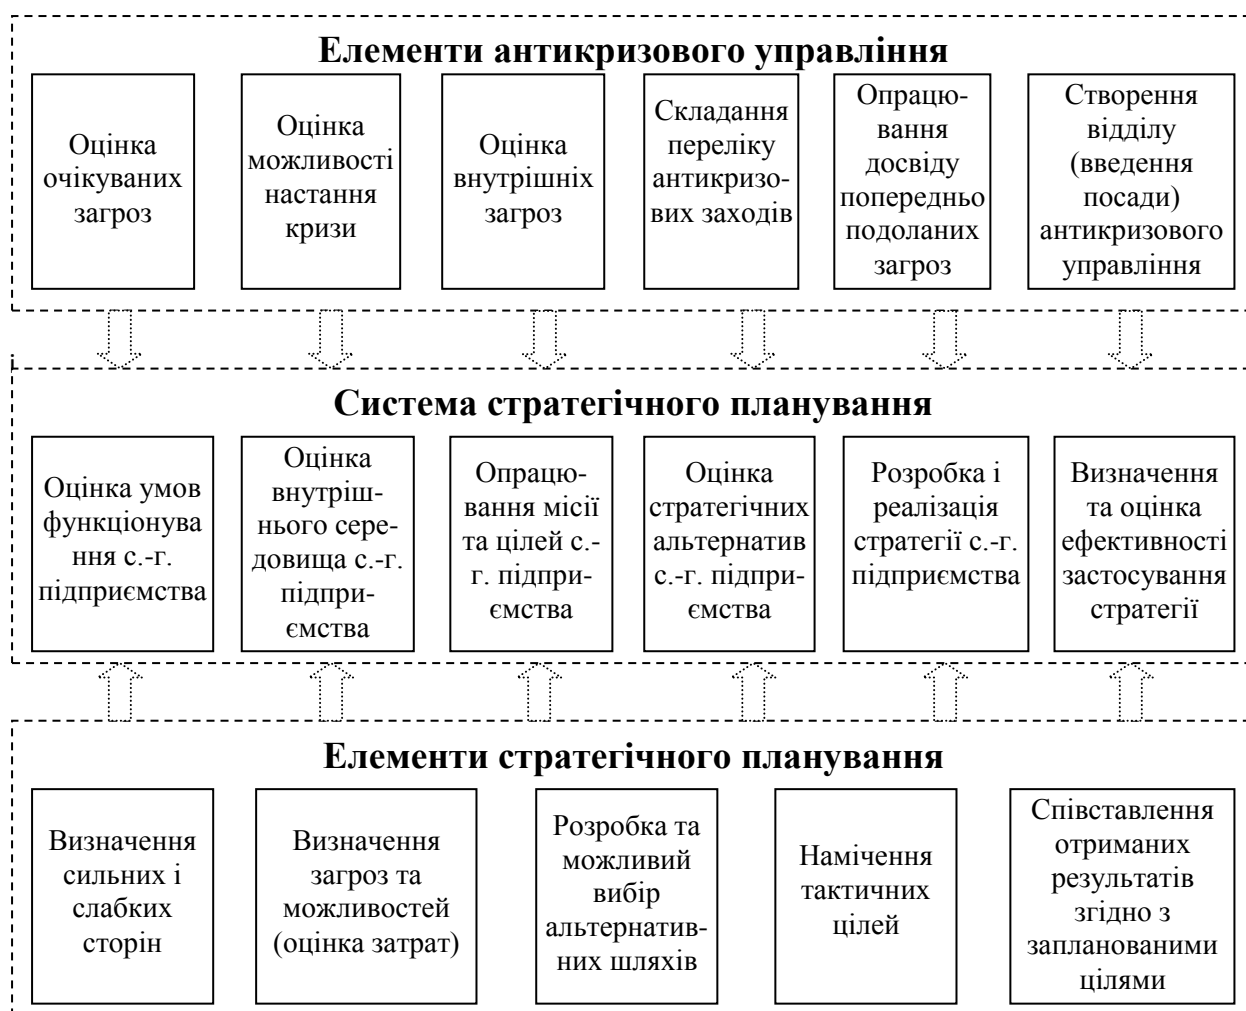 Елементи антикризового управління
Оцінка
очікуваних
загроз
Оцінка
можливості
настання
кризи
Оцінка
внутрішніх
загроз
Складання
переліку
антикризо-
вих заходів
Опрацю-
вання
досвіду
попередньо
подоланих
загроз
Створення
відділу
(введення
посади)
антикризового
управління
Система стратегічного планування
Оцінка умов
функціонува
ння с.-г.
підприємства
Оцінка
внутріш-
нього сере-
довища с.-г.
підпри-
ємства
Опрацю-
вання місії
та цілей с.-
г. підпри-
ємства
Оцінка
стратегічних
альтернатив
с.-г. підпри-
ємства
Розробка і
реалізація
стратегії с.-г.
підприємства
Визначення
та оцінка
ефективності
застосування
стратегії
Елементи стратегічного планування
Визначення
сильних і
слабких
сторін
Визначення
загроз та
можливостей
(оцінка затрат)
Розробка та
можливий
вибір
альтернатив-
них шляхів
Намічення
тактичних
цілей
Співставлення
отриманих
результатів
згідно з
запланованими
цілями